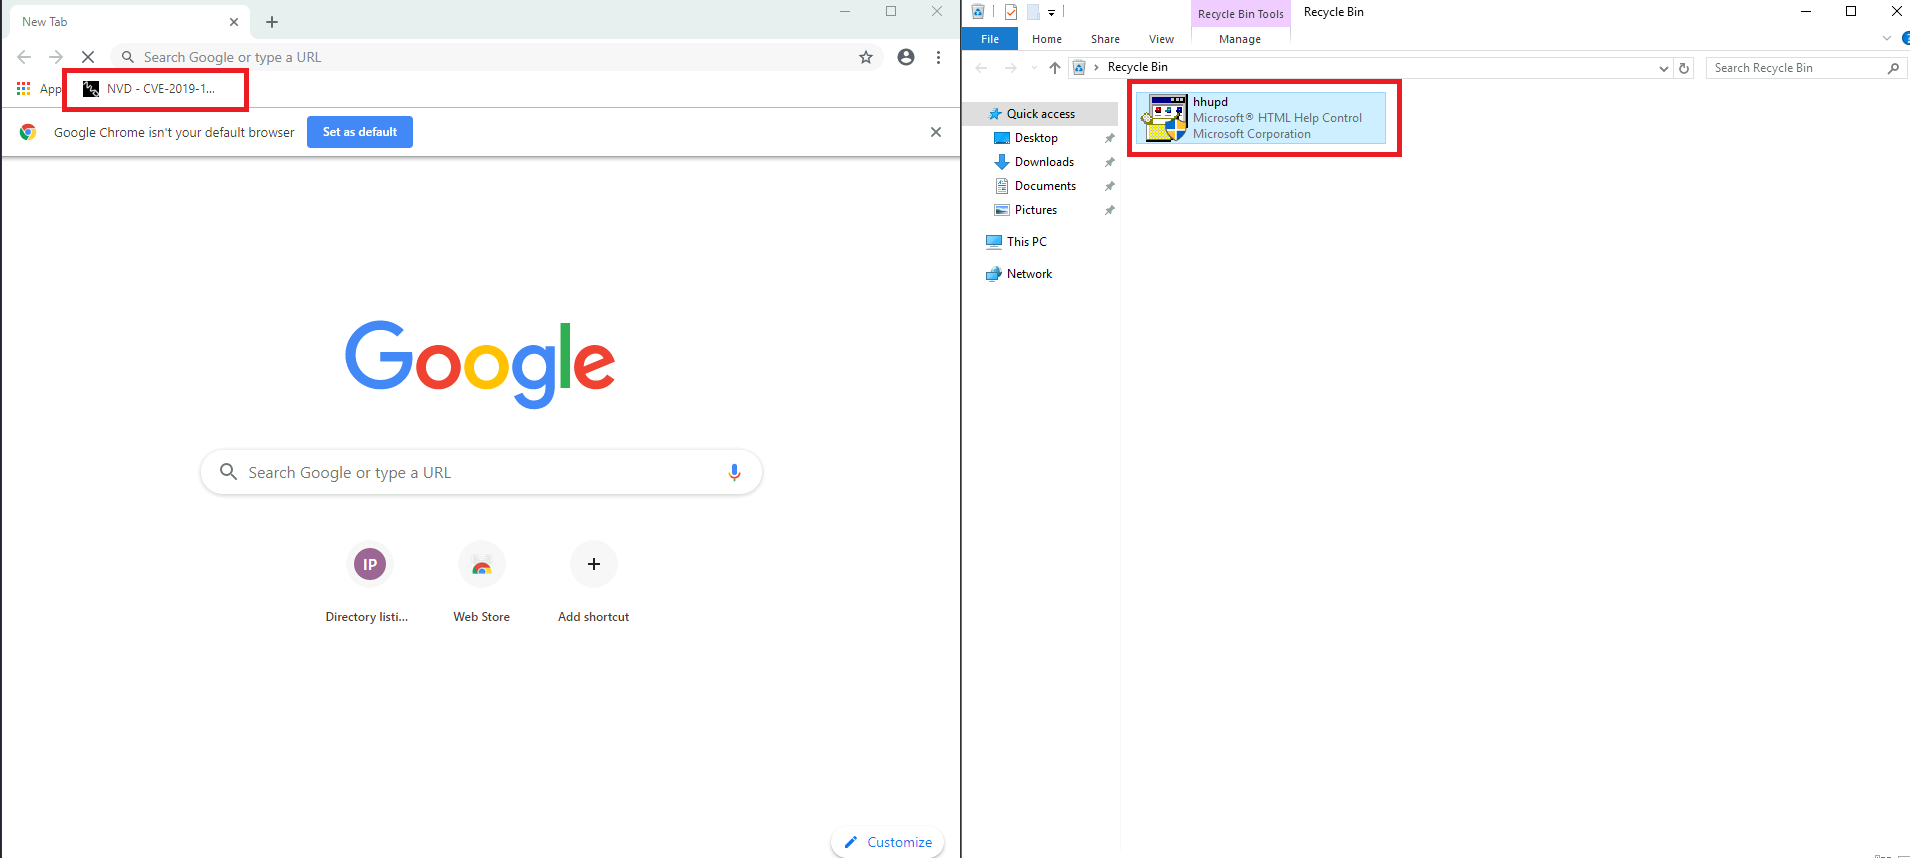 New Tab
Search Google or type a URL
App
NVD - CVE-2019-1...
Google Chrome isn't your default browser
Set as default
Google
Search Google or type a URL
IP
Directory listi...
Web Store
Add shortcut
Customize
Recycle Bin Tools
Recycle Bin
File
Home
Share
View
Manage
Recycle Bin
Search Recycle Bin
Quick access
Desktop
Downloads
Documents
Pictures
This PC
Network
hhupd
Microsoft® HTML Help Control
Microsoft Corporation